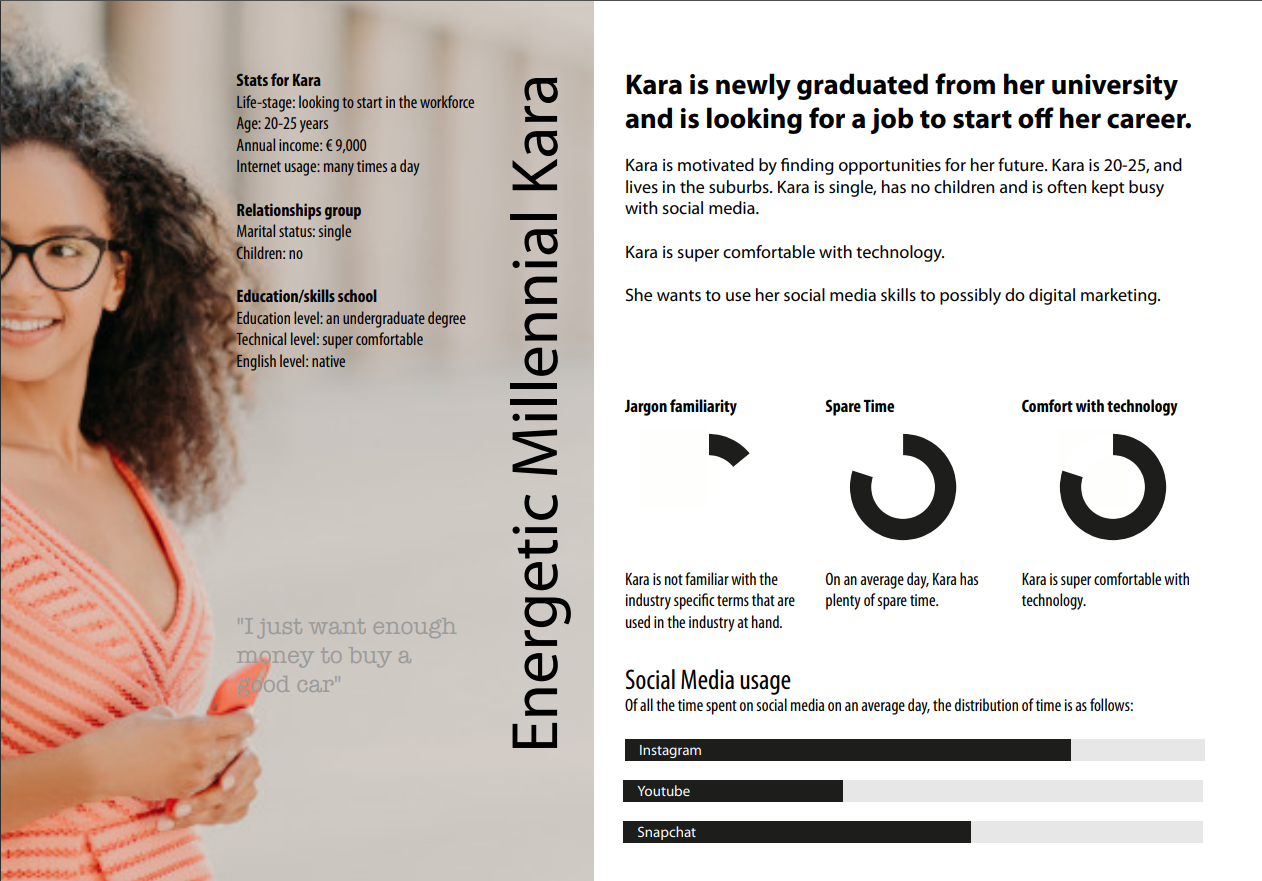 Stats for Kara
Life-stage: looking to start in the workforce
Age: 20-25 years
Annual income: € 9,000
Internet usage: many times a day
Relationships group
Marital status: single
Children: no
Education/skills school
Education level: an undergraduate degree
Technical level: super comfortable
English level: native
"I just want enough
money to buy a
good car"
Energetic Millennial Kara
Kara is newly graduated from her university
and is looking for a job to start off her career.
Kara is motivated by finding opportunities for her future. Kara is 20-25, and
lives in the suburbs. Kara is single, has no children and is often kept busy
with social media.
Kara is super comfortable with technology.
She wants to use her social media skills to possibly do digital marketing.
Jargon familiarity
Kara is not familiar with the
industry specific terms that are
used in the industry at hand.
Spare Time
On an average day, Kara has
plenty of spare time.
Comfort with technology
Kara is super comfortable with
technology.
Social Media usage
Of all the time spent on social media on an average day, the distribution of time is as follows:
Instagram
Youtube
Snapchat